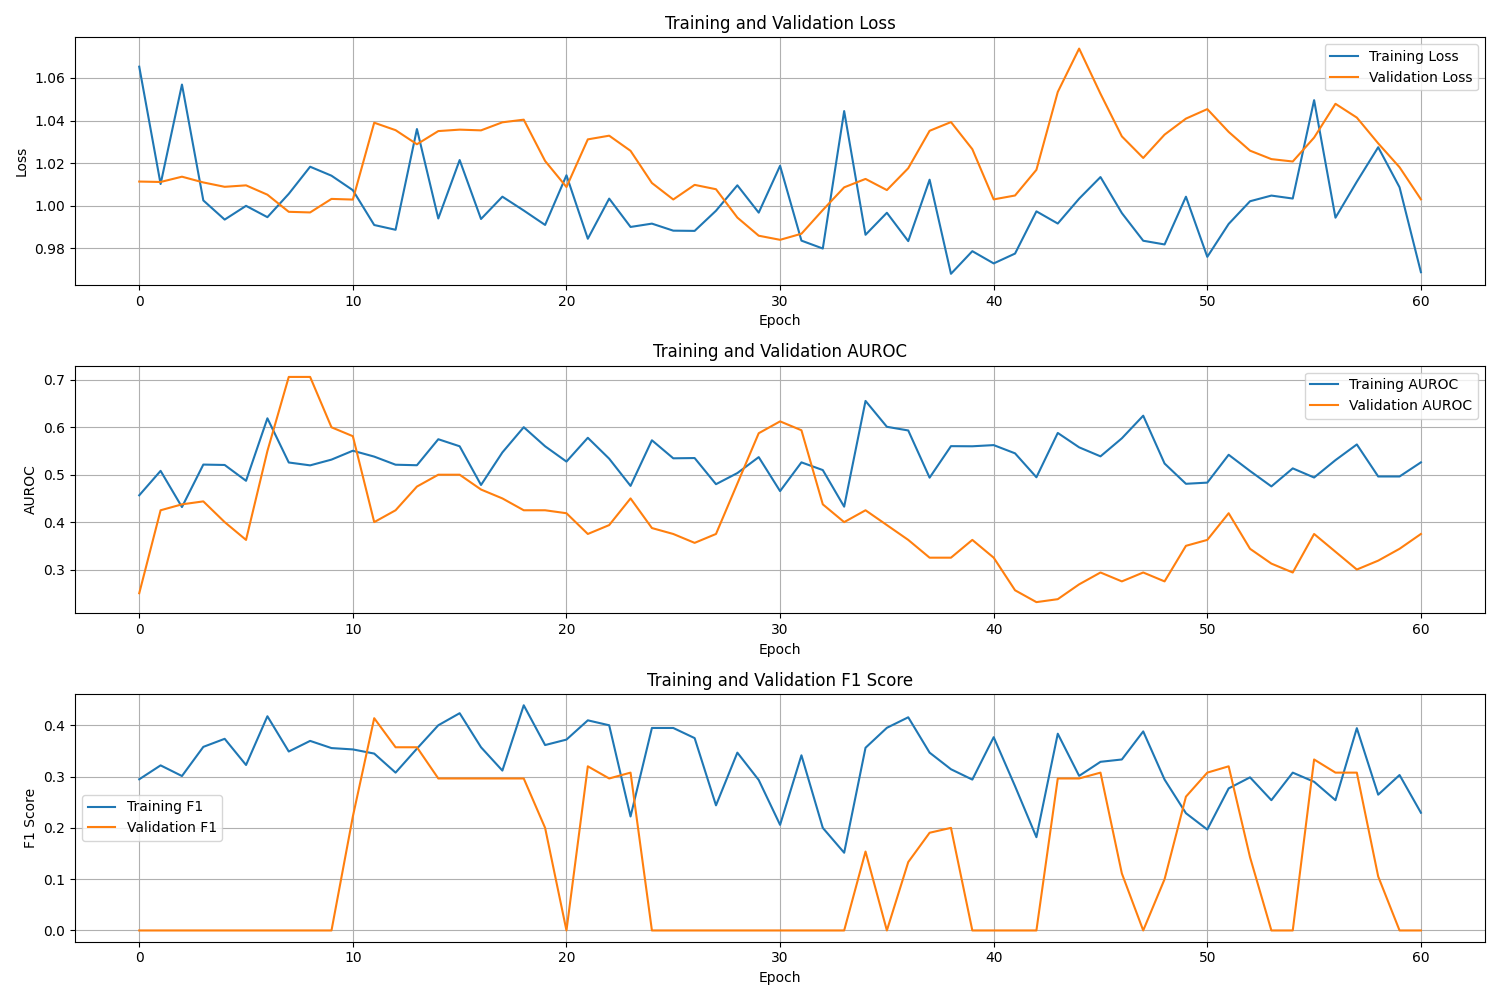 Training and Validation Loss
Loss
1.06
1.04
1.02
1.00
0.98
Training Loss
Validation Loss
0 10 20 30 40 50 60
Epoch
Training and Validation AUROC
AUROC
0.7
0.6
0.5
0.4
0.3
Training AUROC
Validation AUROC
0 10 20 30 40 50 60
Epoch
Training and Validation F1 Score
F1 Score
0.4
0.3
0.2
0.1
0.0
Training F1
Validation F1
0 10 20 30 40 50 60
Epoch